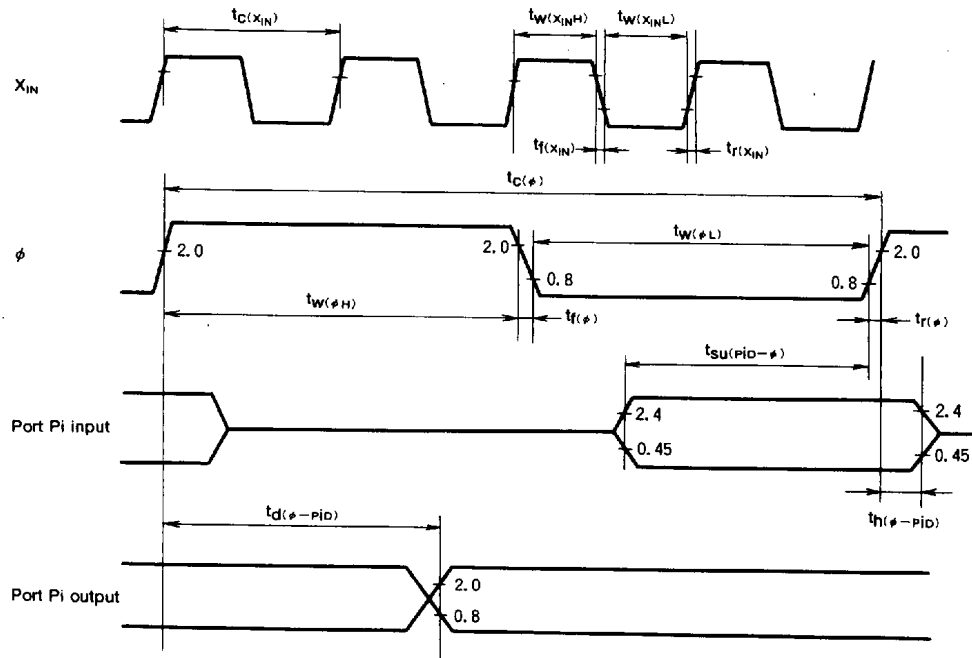 tC(XIN)
tW(XINH)
tW(XINL)
XIN
tf(XIN)
tr(XIN)
tC(φ)
φ
2.0
2.0
tW(φL)
2.0
0.8
0.8
tW(φH)
tf(φ)
tr(φ)
tSU(PiD-φ)
Port Pi input
2.4
2.4
0.45
0.45
td(φ-PiD)
th(φ-PiD)
Port Pi output
2.0
0.8